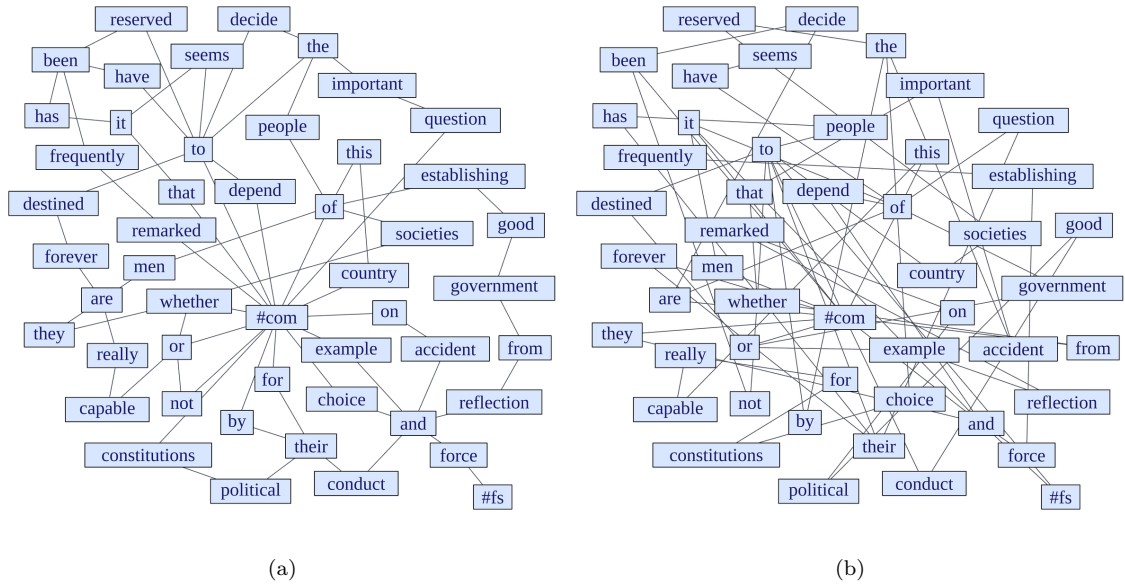 reserved
decide
the
seems
been
have
important
has
it
people
question
to
this
frequently
establishing
that
depend
destined
of
good
remarked
societies
forever
men
country
government
are
whether
#com
on
they
really
or
example
accident
from
for
capable
not
choice
reflection
by
and
their
constitutions
force
political
conduct
#fs
(a)
reserved
decide
the
seems
been
have
important
has
it
people
question
to
this
frequently
establishing
that
depend
destined
of
good
remarked
societies
forever
men
country
government
are
whether
#com
on
they
really
or
example
accident
from
for
capable
not
choice
reflection
by
and
their
constitutions
force
political
conduct
#fs
(b)